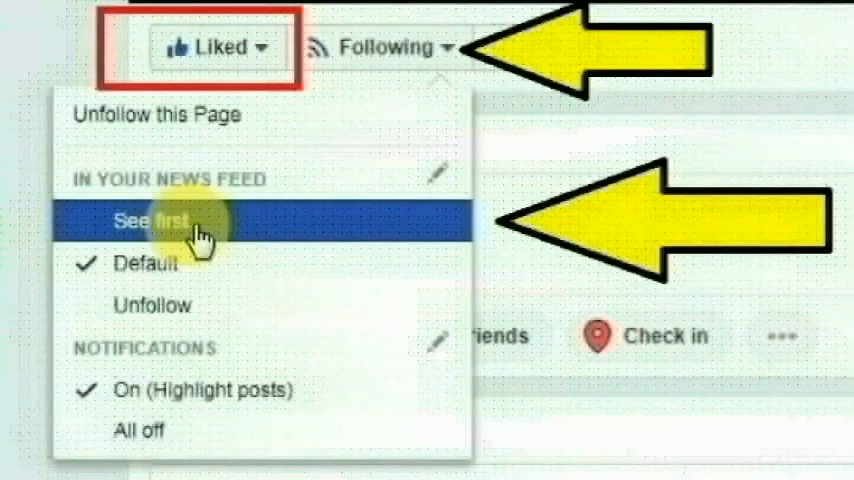 Liked Following
Unfollow this Page
IN YOUR NEWS FEED
See first
Default
Unfollow
NOTIFICATIONS
riends Check in
On (Highlight posts)
All off